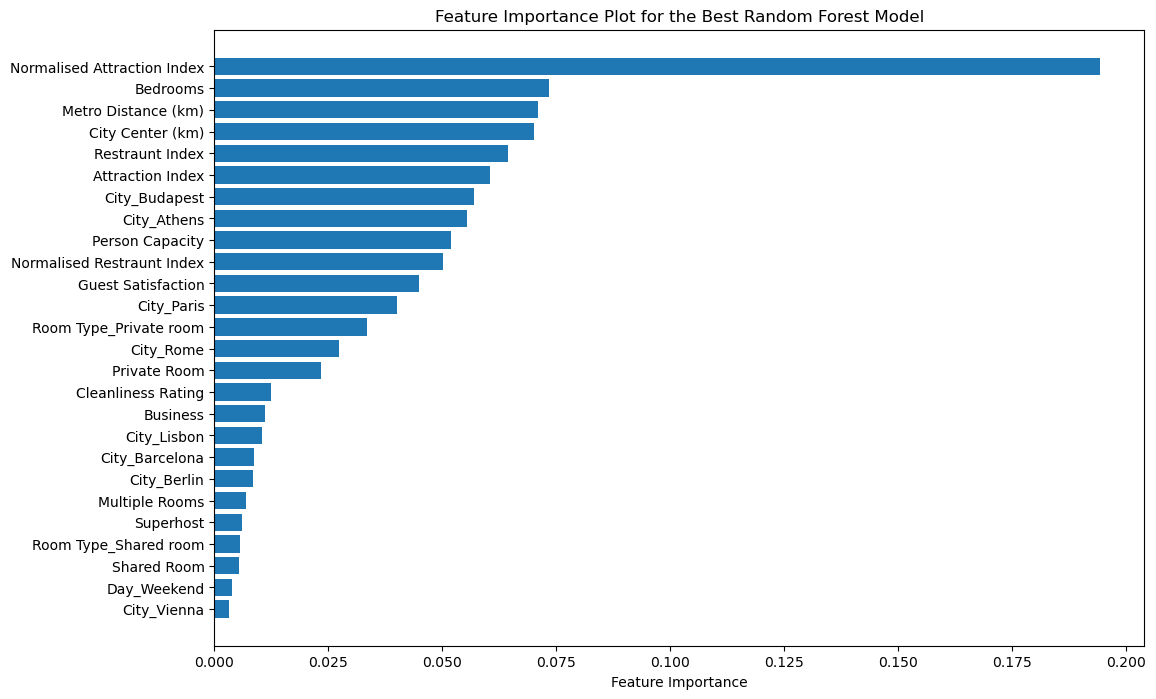 Feature Importance Plot for the Best Random Forest Model
Normalised Attraction Index
Bedrooms
Metro Distance (km)
City Center (km)
Restraunt Index
Attraction Index
City_Budapest
City_Athens
Person Capacity
Normalised Restraunt Index
Guest Satisfaction
City_Paris
Room Type_Private room
City_Rome
Private Room
Cleanliness Rating
Business
City_Lisbon
City_Barcelona
City_Berlin
Multiple Rooms
Superhost
Room Type_Shared room
Shared Room
Day_Weekend
City_Vienna
0.000 0.025 0.050 0.075 0.100 0.125 0.150 0.175 0.200
Feature Importance